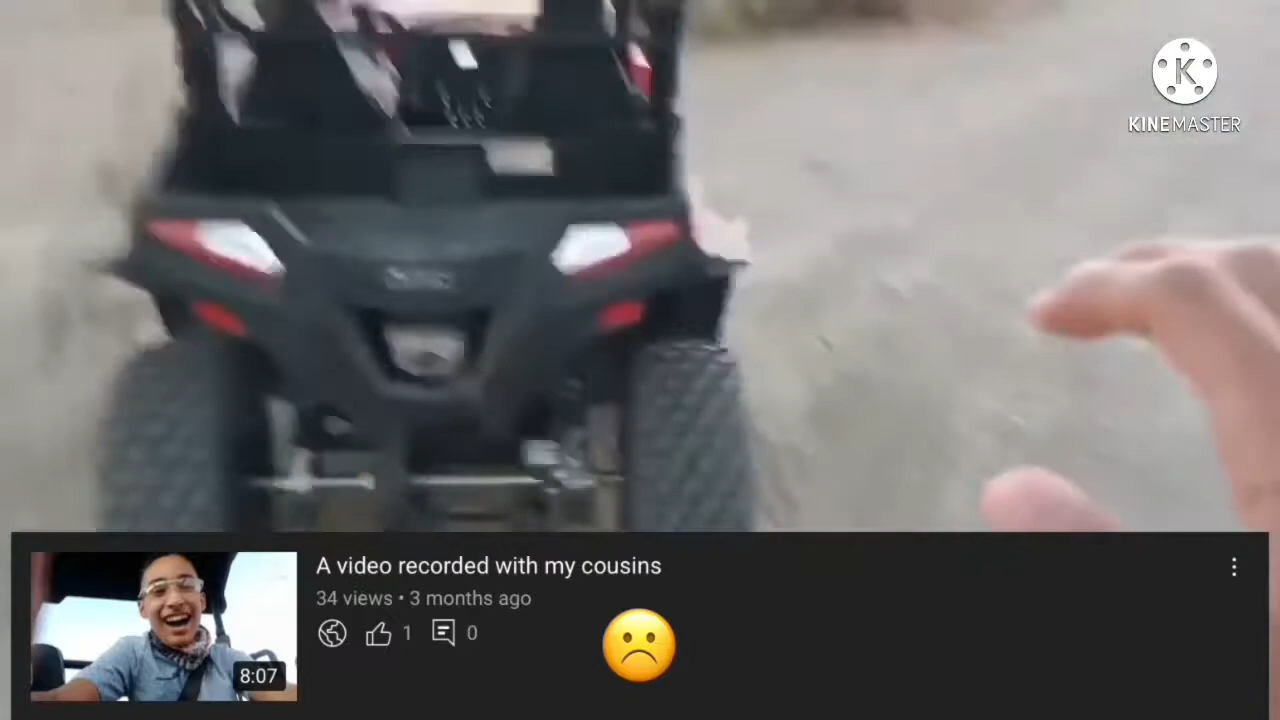 KINEMASTER
A video recorded with my cousins
34 views • 3 months ago
1 0
8:07